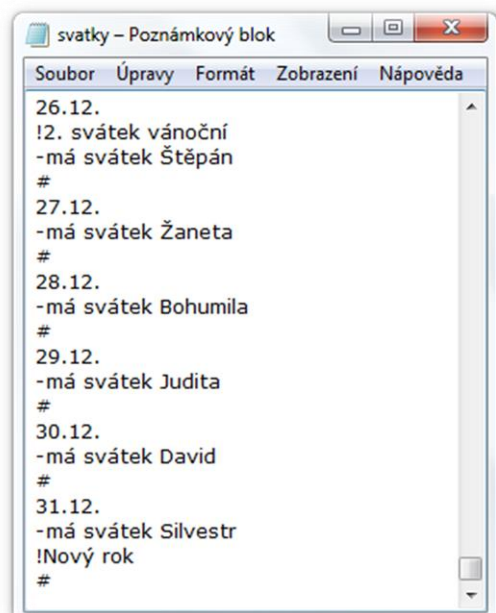 svatky – Poznámkový blok
Soubor Úpravy Formát Zobrazení Nápověda
26.12.
!2. svátek vánoční
-má svátek Štěpán
#
27.12.
-má svátek Žaneta
#
28.12.
-má svátek Bohumila
#
29.12.
-má svátek Judita
#
30.12.
-má svátek David
#
31.12.
-má svátek Silvestr
!Nový rok
#